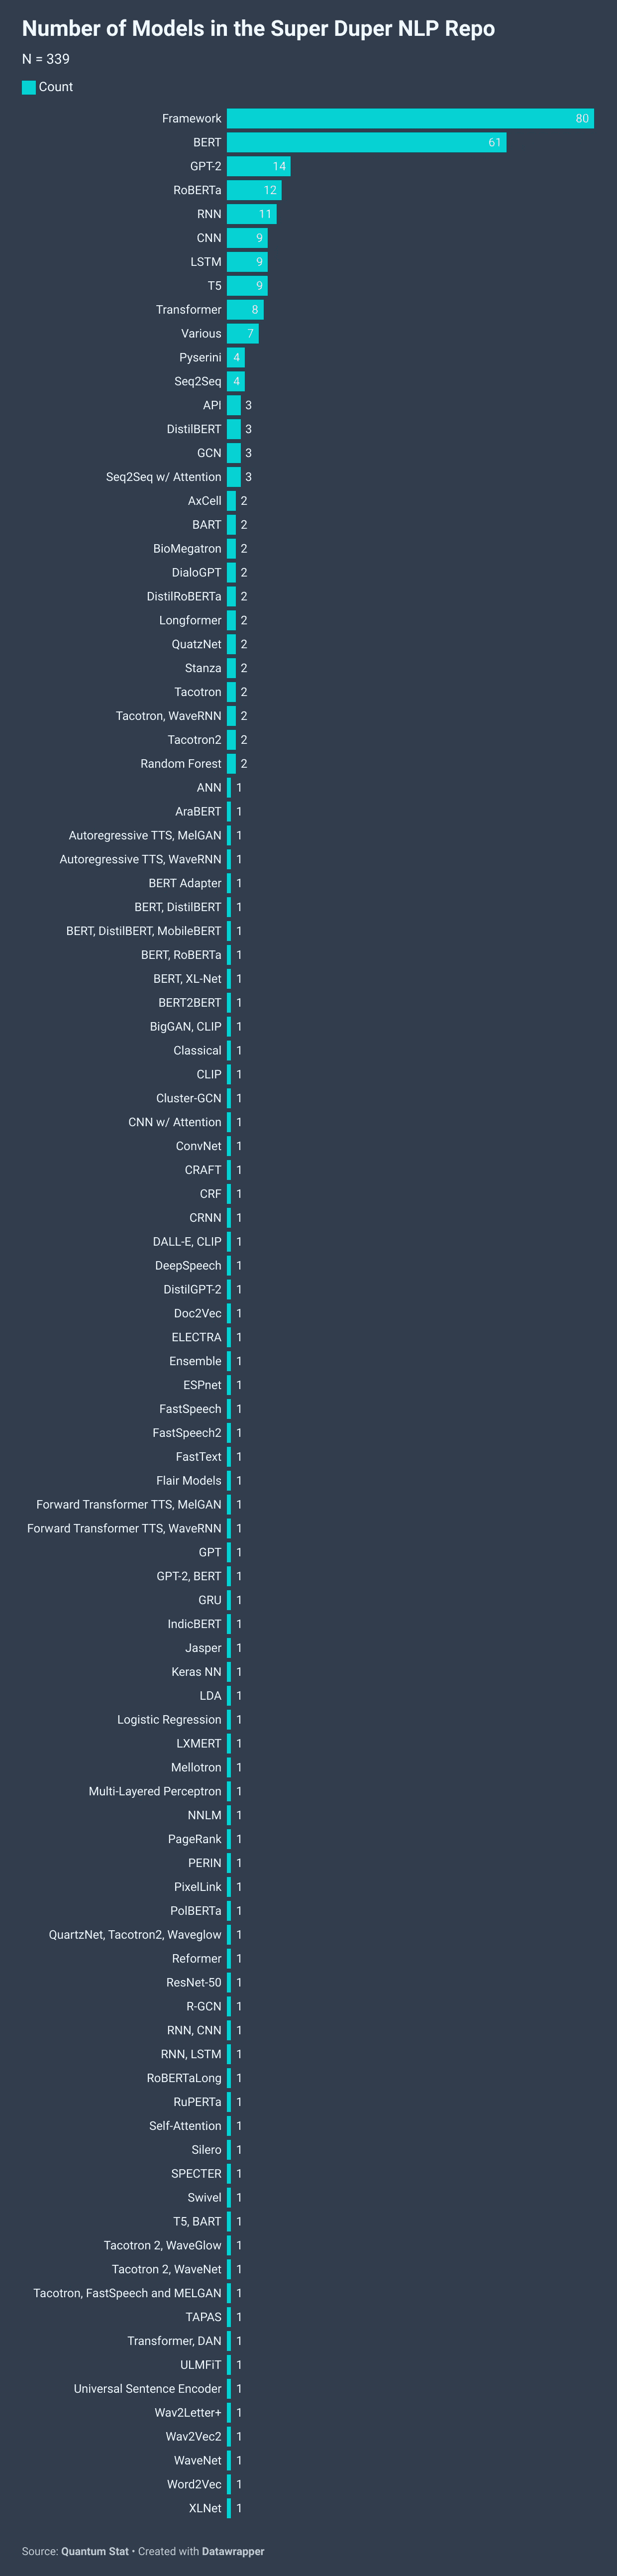 Number of Models in the Super Duper NLP Repo
N = 339
Count
Framework 80
BERT 61
GPT-2 14
RoBERTa 12
RNN 11
CNN 9
LSTM 9
T5 9
Transformer 8
Various 7
Pyserini 4
Seq2Seq 4
API 3
DistilBERT 3
GCN 3
Seq2Seq w/ Attention 3
AxCell 2
BART 2
BioMegatron 2
DialoGPT 2
DistilRoBERTa 2
Longformer 2
QuatzNet 2
Stanza 2
Tacotron 2
Tacotron, WaveRNN 2
Tacotron2 2
Random Forest 2
ANN 1
AraBERT 1
Autoregressive TTS, MelGAN 1
Autoregressive TTS, WaveRNN 1
BERT Adapter 1
BERT, DistilBERT 1
BERT, DistilBERT, MobileBERT 1
BERT, RoBERTa 1
BERT, XL-Net 1
BERT2BERT 1
BigGAN, CLIP 1
Classical 1
CLIP 1
Cluster-GCN 1
CNN w/ Attention 1
ConvNet 1
CRAFT 1
CRF 1
CRNN 1
DALL-E, CLIP 1
DeepSpeech 1
DistilGPT-2 1
Doc2Vec 1
ELECTRA 1
Ensemble 1
ESPnet 1
FastSpeech 1
FastSpeech2 1
FastText 1
Flair Models 1
Forward Transformer TTS, MelGAN 1
Forward Transformer TTS, WaveRNN 1
GPT 1
GPT-2, BERT 1
GRU 1
IndicBERT 1
Jasper 1
Keras NN 1
LDA 1
Logistic Regression 1
LXMERT 1
Mellotron 1
Multi-Layered Perceptron 1
NNLM 1
PageRank 1
PERIN 1
PixelLink 1
PolBERTa 1
QuartzNet, Tacotron2, Waveglow 1
Reformer 1
ResNet-50 1
R-GCN 1
RNN, CNN 1
RNN, LSTM 1
RoBERTaLong 1
RuPERTa 1
Self-Attention 1
Silero 1
SPECTER 1
Swivel 1
T5, BART 1
Tacotron 2, WaveGlow 1
Tacotron 2, WaveNet 1
Tacotron, FastSpeech and MELGAN 1
TAPAS 1
Transformer, DAN 1
ULMFiT 1
Universal Sentence Encoder 1
Wav2Letter+ 1
Wav2Vec2 1
WaveNet 1
Word2Vec 1
XLNet 1
Source: Quantum Stat • Created with Datawrapper